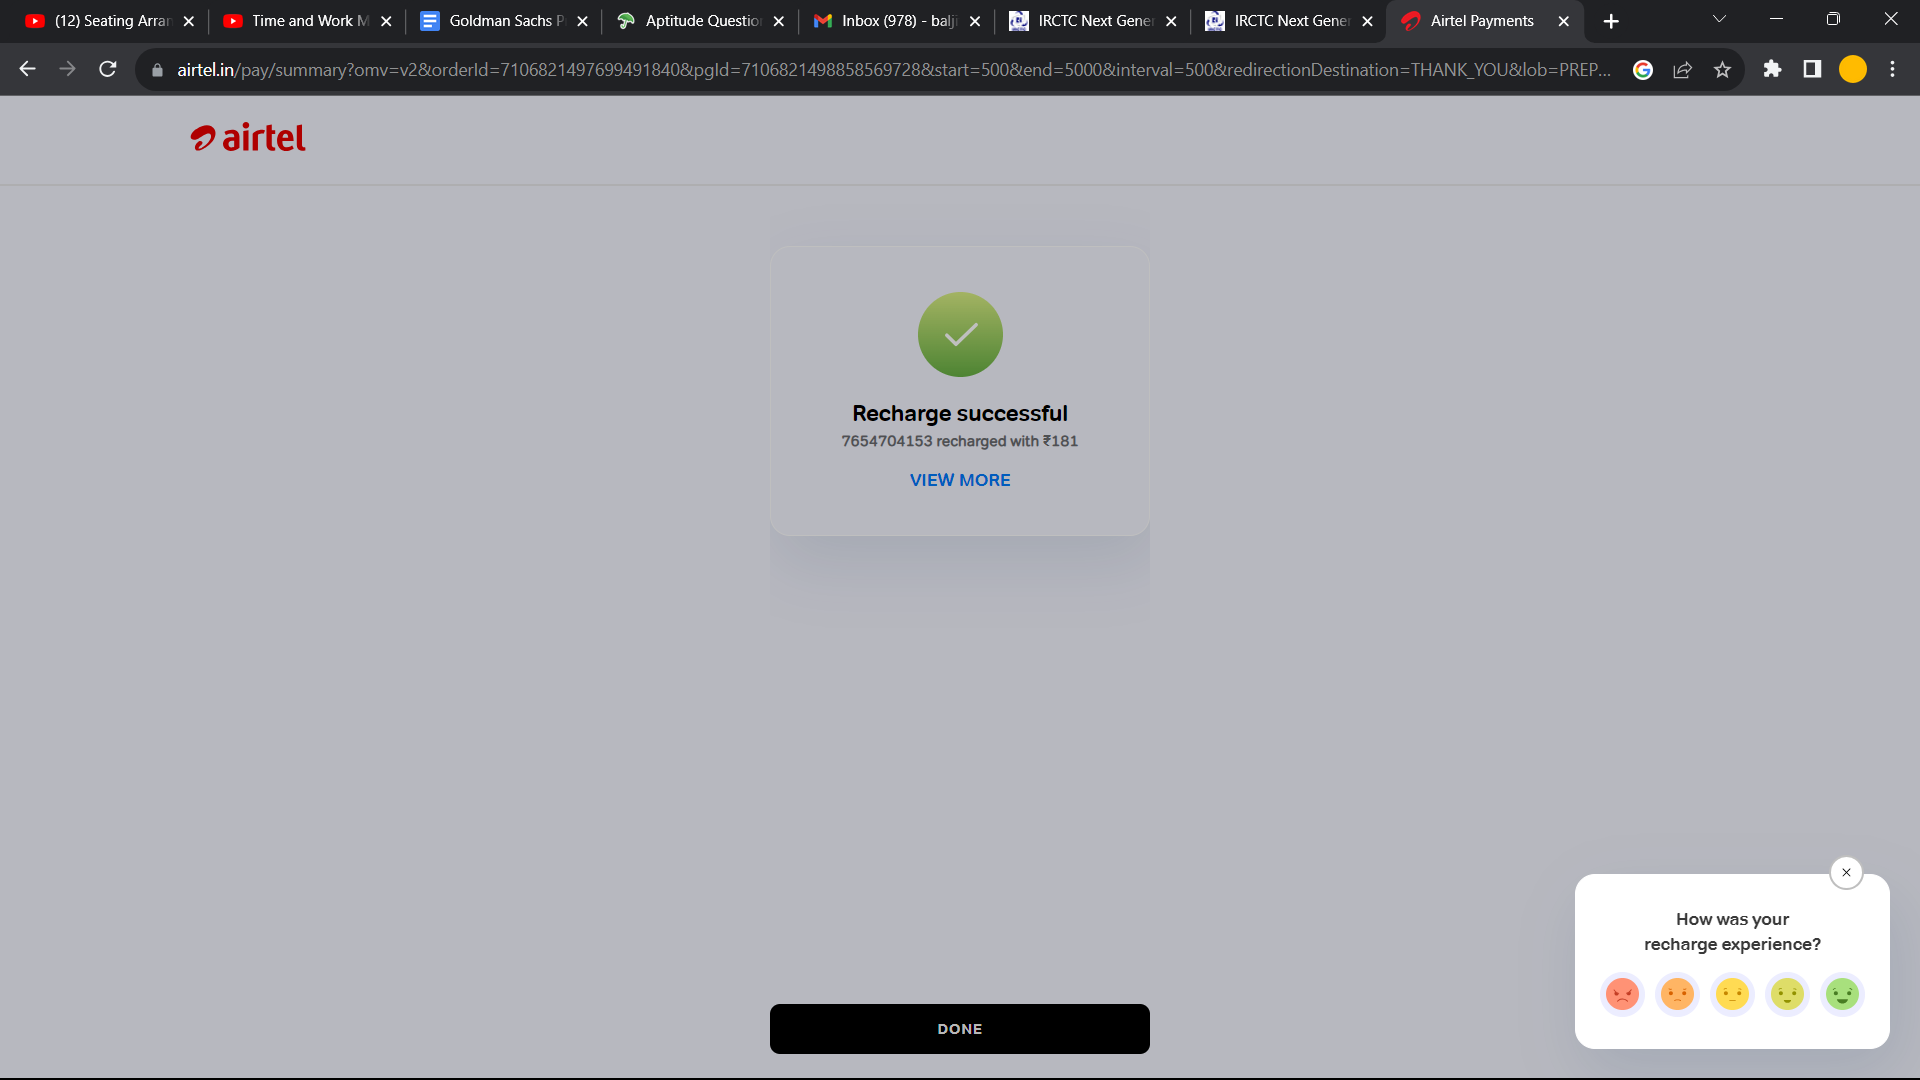 (12) Seating Arran
Time and Work M
Goldman Sachs P
Aptitude Questio
Inbox (978) - balji
IRCTC Next Gener
IRCTC Next Gener
Airtel Payments
airtel.in/pay/summary?omv=v2&orderId=7106821497699491840&pgId=7106821498858569728&start=500&end=5000&interval=500&redirectionDestination=THANK_YOU&lob=PREP...
airtel
Recharge successful
7654704153 recharged with ₹181
VIEW MORE
How was your
recharge experience?
DONE